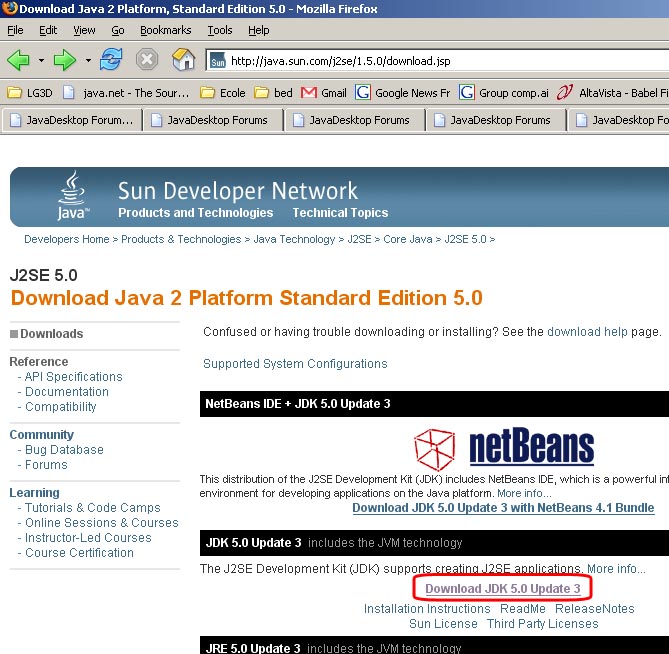 Download Java 2 Platform, Standard Edition 5.0 - Mozilla Firefox
File Edit View Go Bookmarks Tools Help
Sun http://java.sun.com/j2se/1.5.0/download.jsp
LG3D java.net - The Sour... Ecole bed Gmail G Google News Fr G Group comp.ai AltaVista - Babel Fi
JavaDesktop Forum... JavaDesktop Forums JavaDesktop Forums JavaDesktop Forums JavaDesktop Fo
Java™ Sun Developer Network
Products and Technologies Technical Topics
Developers Home > Products & Technologies > Java Technology > J2SE > Core Java > J2SE 5.0 >
J2SE 5.0
Download Java 2 Platform Standard Edition 5.0
Downloads
Reference
- API Specifications
- Documentation
- Compatibility
Community
- Bug Database
- Forums
Learning
- Tutorials & Code Camps
- Online Sessions & Courses
- Instructor-Led Courses
- Course Certification
Confused or having trouble downloading or installing? See the download help page.
Supported System Configurations
NetBeans IDE + JDK 5.0 Update 3
netBeans
This distribution of the J2SE Development Kit (JDK) includes NetBeans IDE, which is a powerful in
environment for developing applications on the Java platform. More info...
Download JDK 5.0 Update 3 with NetBeans 4.1 Bundle
JDK 5.0 Update 3 includes the JVM technology
The J2SE Development Kit (JDK) supports creating J2SE applications. More info...
Download JDK 5.0 Update 3
Installation Instructions ReadMe ReleaseNotes
Sun License Third Party Licenses
JRE 5.0 Update 3 includes the JVM technology